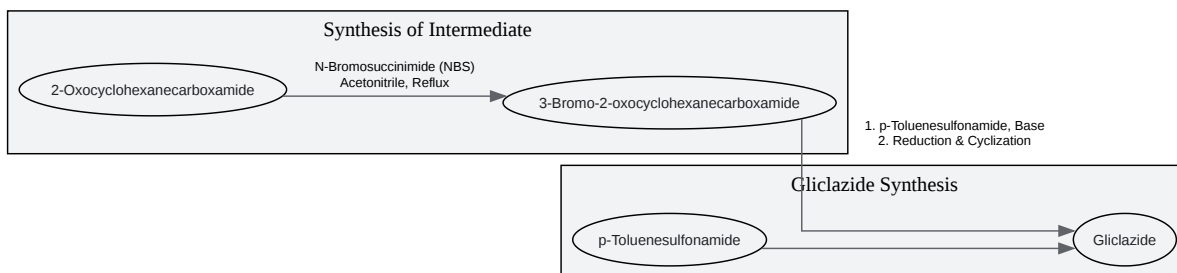 Synthesis of Intermediate
2-Oxocyclohexanecarboxamide
N-Bromosuccinimide (NBS)
Acetonitrile, Reflux
3-Bromo-2-oxocyclohexanecarboxamide
1. p-Toluenesulfonamide, Base
2. Reduction & Cyclization
Gliclazide Synthesis
p-Toluenesulfonamide
Gliclazide